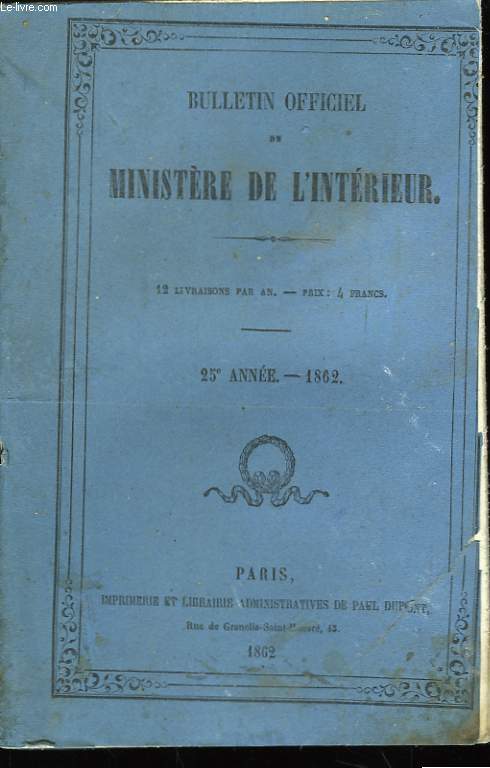 Le-livre.com
BULLETIN OFFICIEL
DU
MINISTÈRE DE L'INTÉRIEUR.
12 LIVRAISONS PAR AN. — PRIX : 4 FRANCS.
25e ANNÉE. — 1862.
PARIS,
IMPRIMERIE ET LIBRAIRIE ADMINISTRATIVES DE PAUL DUPONT,
Rue de Grenelle-Saint-Honoré, 45.
1862